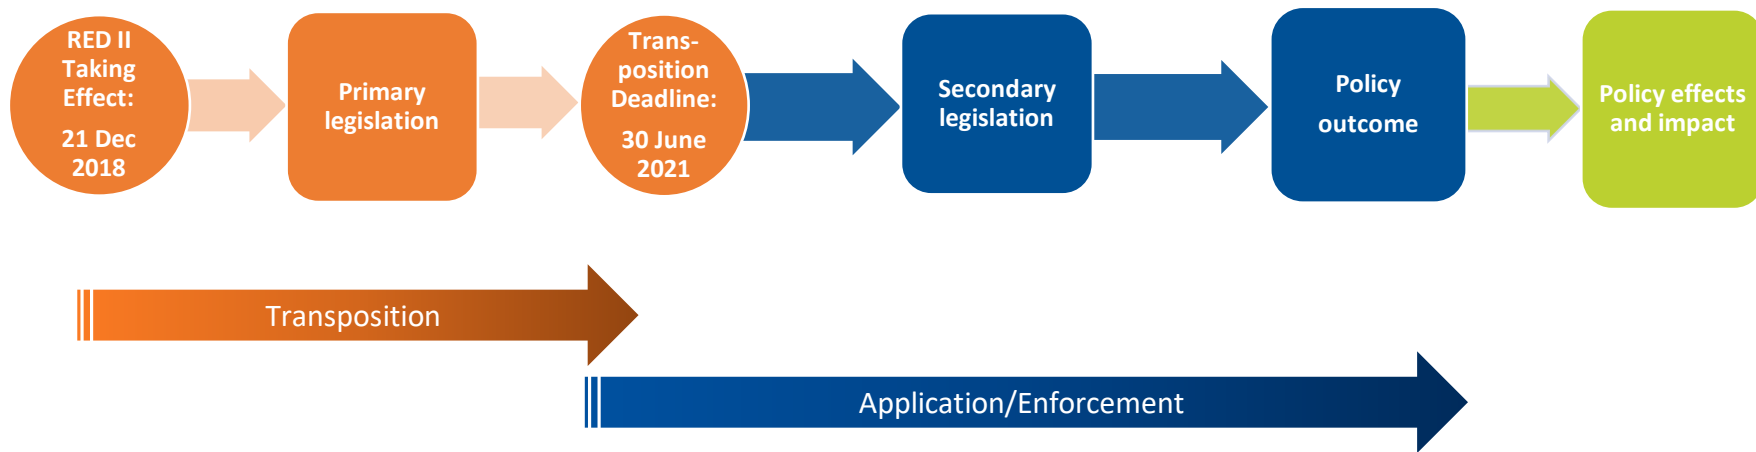 RED II
Taking
Effect:
21 Dec
2018
Primary
legislation
Trans-
position
Deadline:
30 June
2021
Secondary
legislation
Policy
outcome
Policy effects
and impact
Transposition
Application/Enforcement